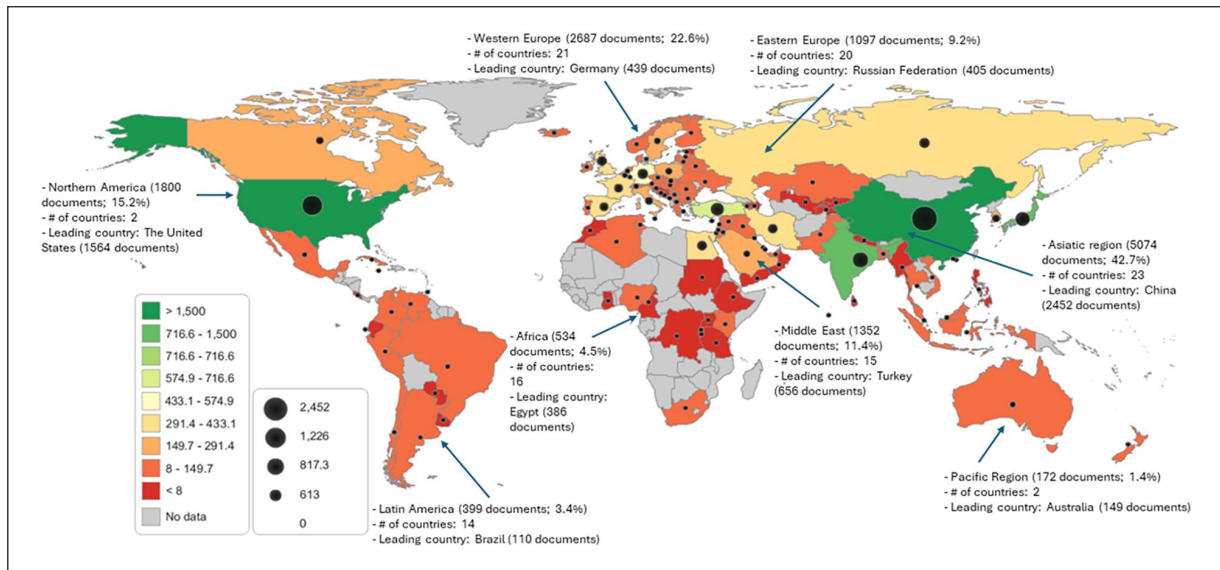 - Western Europe (2687 documents; 22.6%)
- # of countries: 21
- Leading country: Germany (439 documents)
- Eastern Europe (1097 documents; 9.2%)
- # of countries: 20
- Leading country: Russian Federation (405 documents)
- Northern America (1800
documents; 15.2%)
- # of countries: 2
- Leading country: The United
States (1564 documents)
- Asiatic region (5074
documents; 42.7%)
- # of countries: 23
- Leading country: China
(2452 documents)
> 1,500
716.6 - 1,500
716.6 - 716.6
574.9 - 716.6
433.1 - 574.9
291.4 - 433.1
149.7 - 291.4
8 - 149.7
< 8
No data
2,452
1,226
817.3
613
0
- Africa (534
documents; 4.5%)
- # of countries:
16
- Leading country:
Egypt (386
documents)
- Middle East (1352
documents; 11.4%)
- # of countries: 15
- Leading country: Turkey
(656 documents)
- Latin America (399 documents; 3.4%)
- # of countries: 14
- Leading country: Brazil (110 documents)
- Pacific Region (172 documents; 1.4%)
- # of countries: 2
- Leading country: Australia (149 documents)